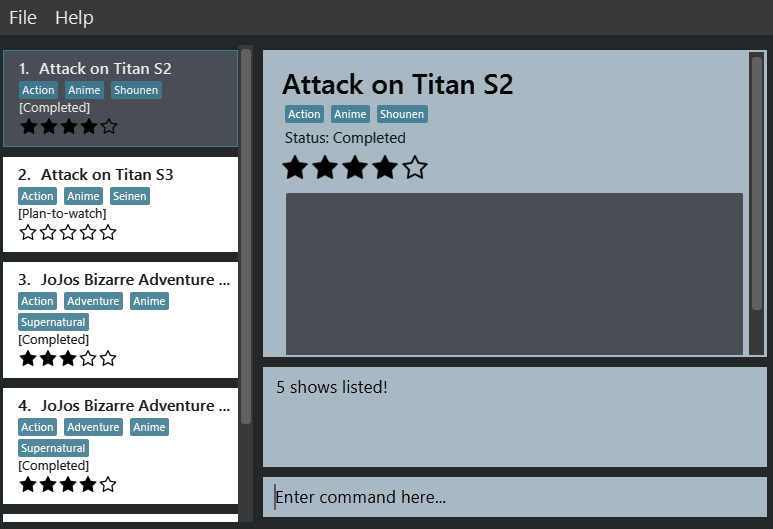 File Help
1. Attack on Titan S2
Action Anime Shounen
[Completed]
2. Attack on Titan S3
Action Anime Seinen
[Plan-to-watch]
3. JoJos Bizarre Adventure ...
Action Adventure Anime
Supernatural
[Completed]
4. JoJos Bizarre Adventure ...
Action Adventure Anime
Supernatural
[Completed]
Attack on Titan S2
Action Anime Shounen
Status: Completed
5 shows listed!
Enter command here...